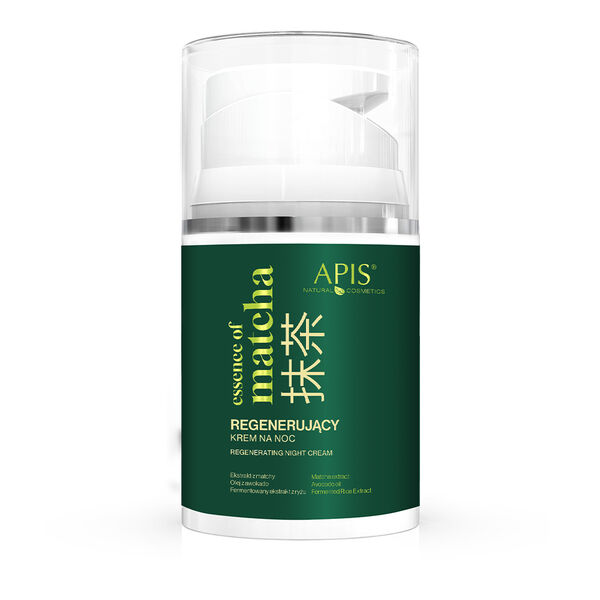 APIS®
NATURAL COSMETICS
essence of
matcha
抹茶
REGENERUJĄCY
KREM NA NOC
REGENERATING NIGHT CREAM
Ekstrakt z matchy
Olej z awokado
Fermentowany ekstrakt z ryżu
Matcha extract
Avocado oil
Fermented Rice Extract